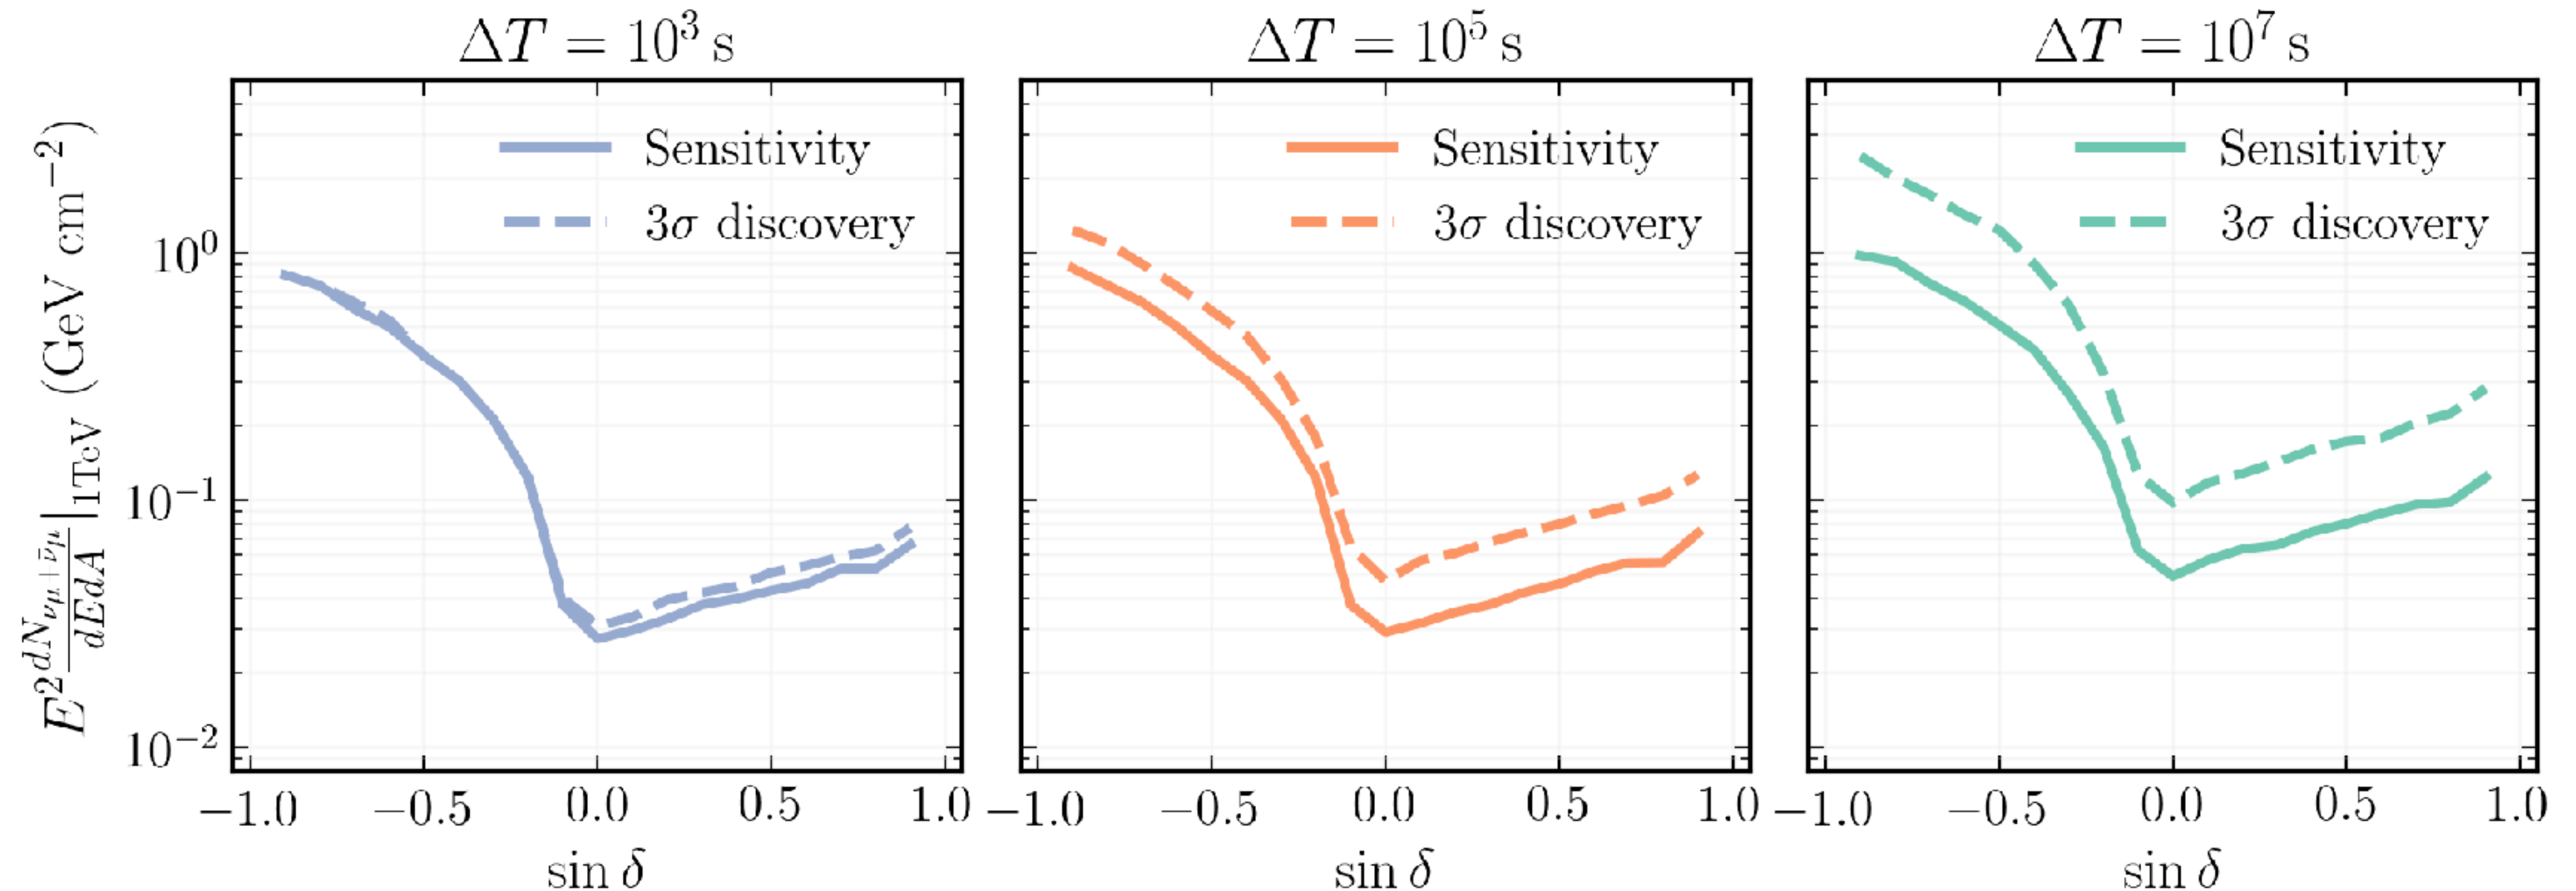 ΔT = 10³ s
ΔT = 10⁵ s
ΔT = 10⁷ s
E² dN_{ν_μ+ν̄_μ}/dEdA |_{1TeV} (GeV cm⁻²)
10⁰
10⁻¹
10⁻²
Sensitivity
3σ discovery
Sensitivity
3σ discovery
Sensitivity
3σ discovery
−1.0 −0.5 0.0 0.5 1.0
−1.0 −0.5 0.0 0.5 1.0
−1.0 −0.5 0.0 0.5 1.0
sin δ
sin δ
sin δ